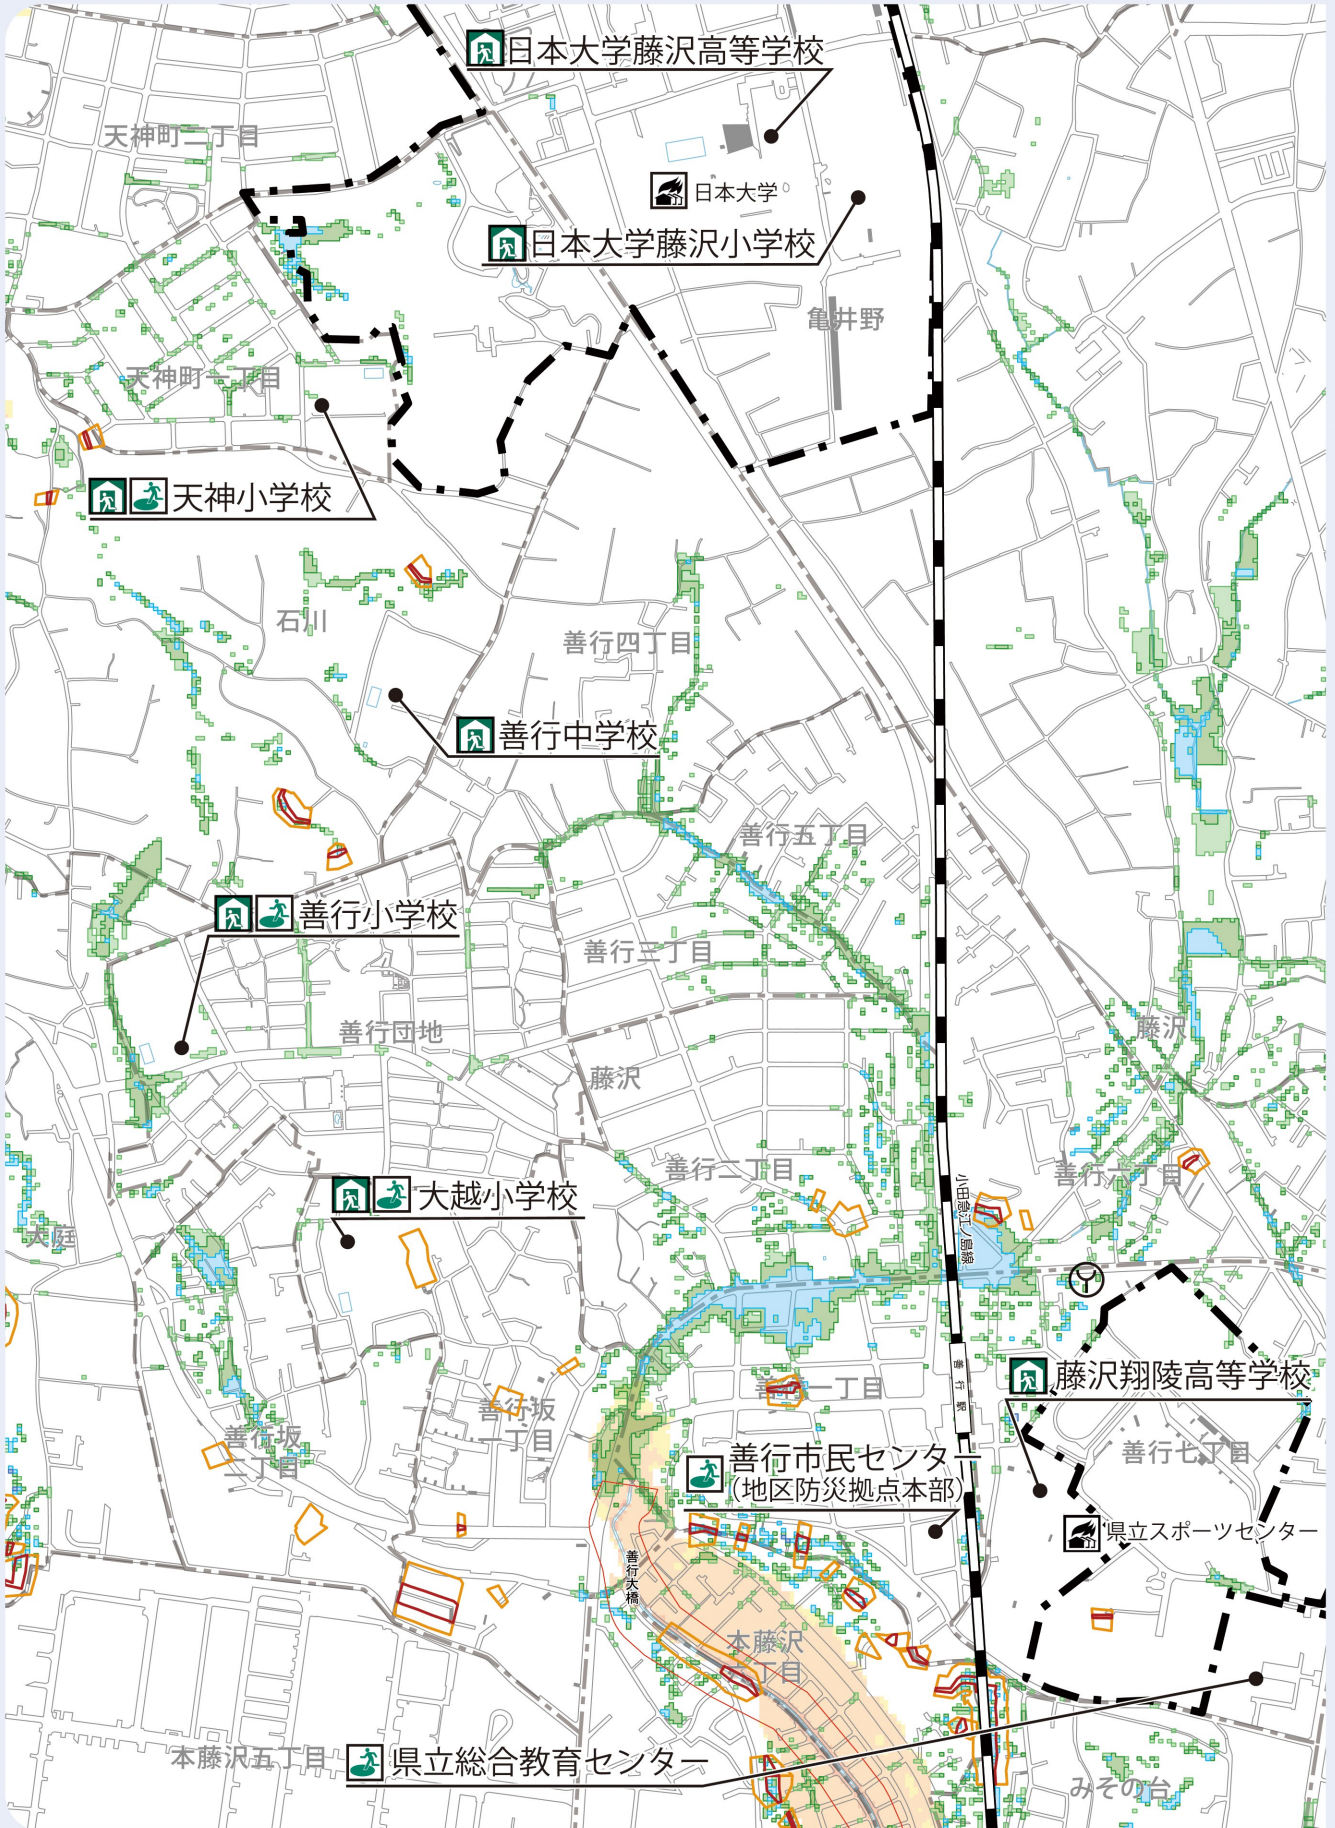 日本大学藤沢高等学校
天神町二丁目
日本大学
日本大学藤沢小学校
亀井野
天神町一丁目
天神小学校
石川
善行四丁目
善行中学校
善行五丁目
善行小学校
善行三丁目
善行団地
藤沢
藤沢
善行二丁目
善行六丁目
小田急江ノ島線
大越小学校
大庭
善行駅
藤沢翔陵高等学校
善行一丁目
善行坂
一丁目
善行坂
二丁目
善行七丁目
善行市民センター
(地区防災拠点本部)
県立スポーツセンター
善行大橋
本藤沢
丁目
本藤沢五丁目
県立総合教育センター
みその台